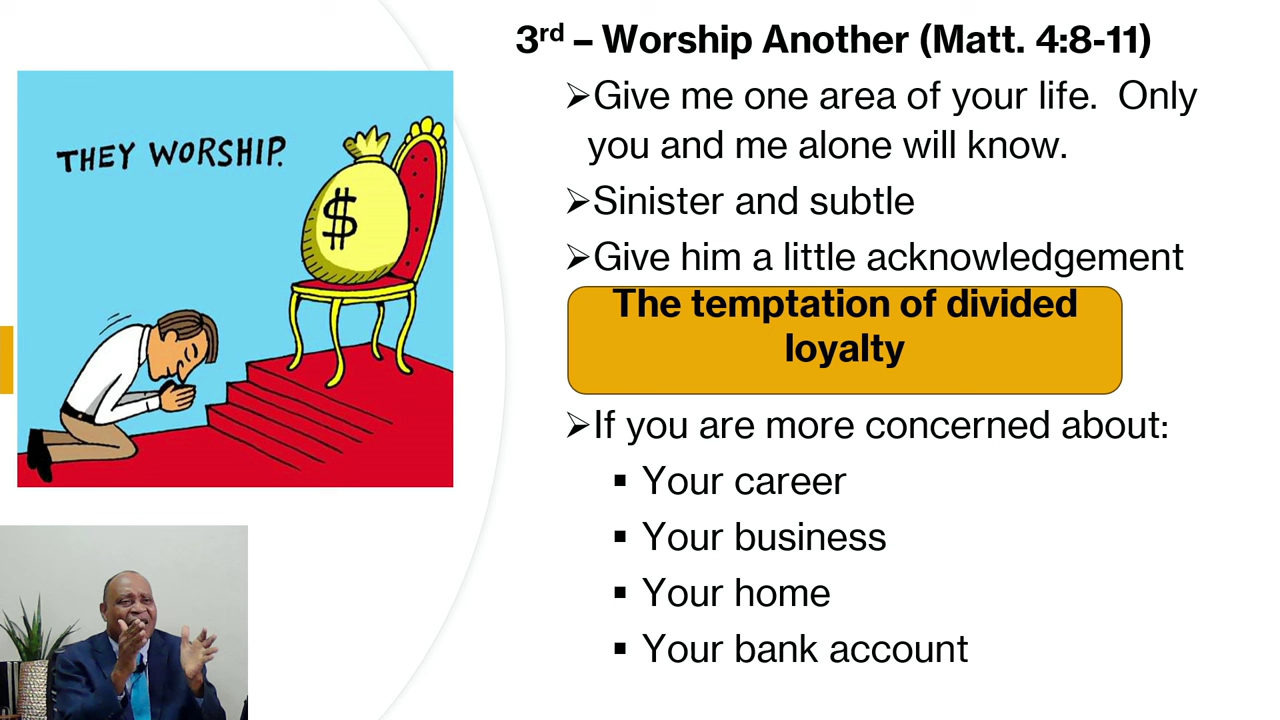 3rd – Worship Another (Matt. 4:8-11)
➢Give me one area of your life.  Only
you and me alone will know.
➢Sinister and subtle
➢Give him a little acknowledgement
The temptation of divided
loyalty
➢If you are more concerned about:
▪ Your career
▪ Your business
▪ Your home
▪ Your bank account
THEY WORSHIP.
$